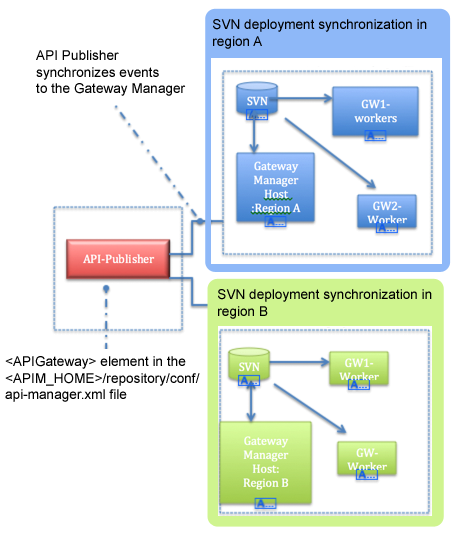 SVN deployment synchronization in
region A
API Publisher
synchronizes events
to the Gateway Manager
SVN
A...
GW1-
workers
A...
Gateway
Manager
Host
:Region A
A...
GW2-
Worker
A...
API-Publisher
SVN deployment synchronization in
region B
<APIGateway> element in the
<APIM_HOME>/repository/conf/
api-manager.xml file
SVN
A...
GW1-
Worker
A...
Gateway
Manager
Host:
Region B
A...
GW-
Worker
A...